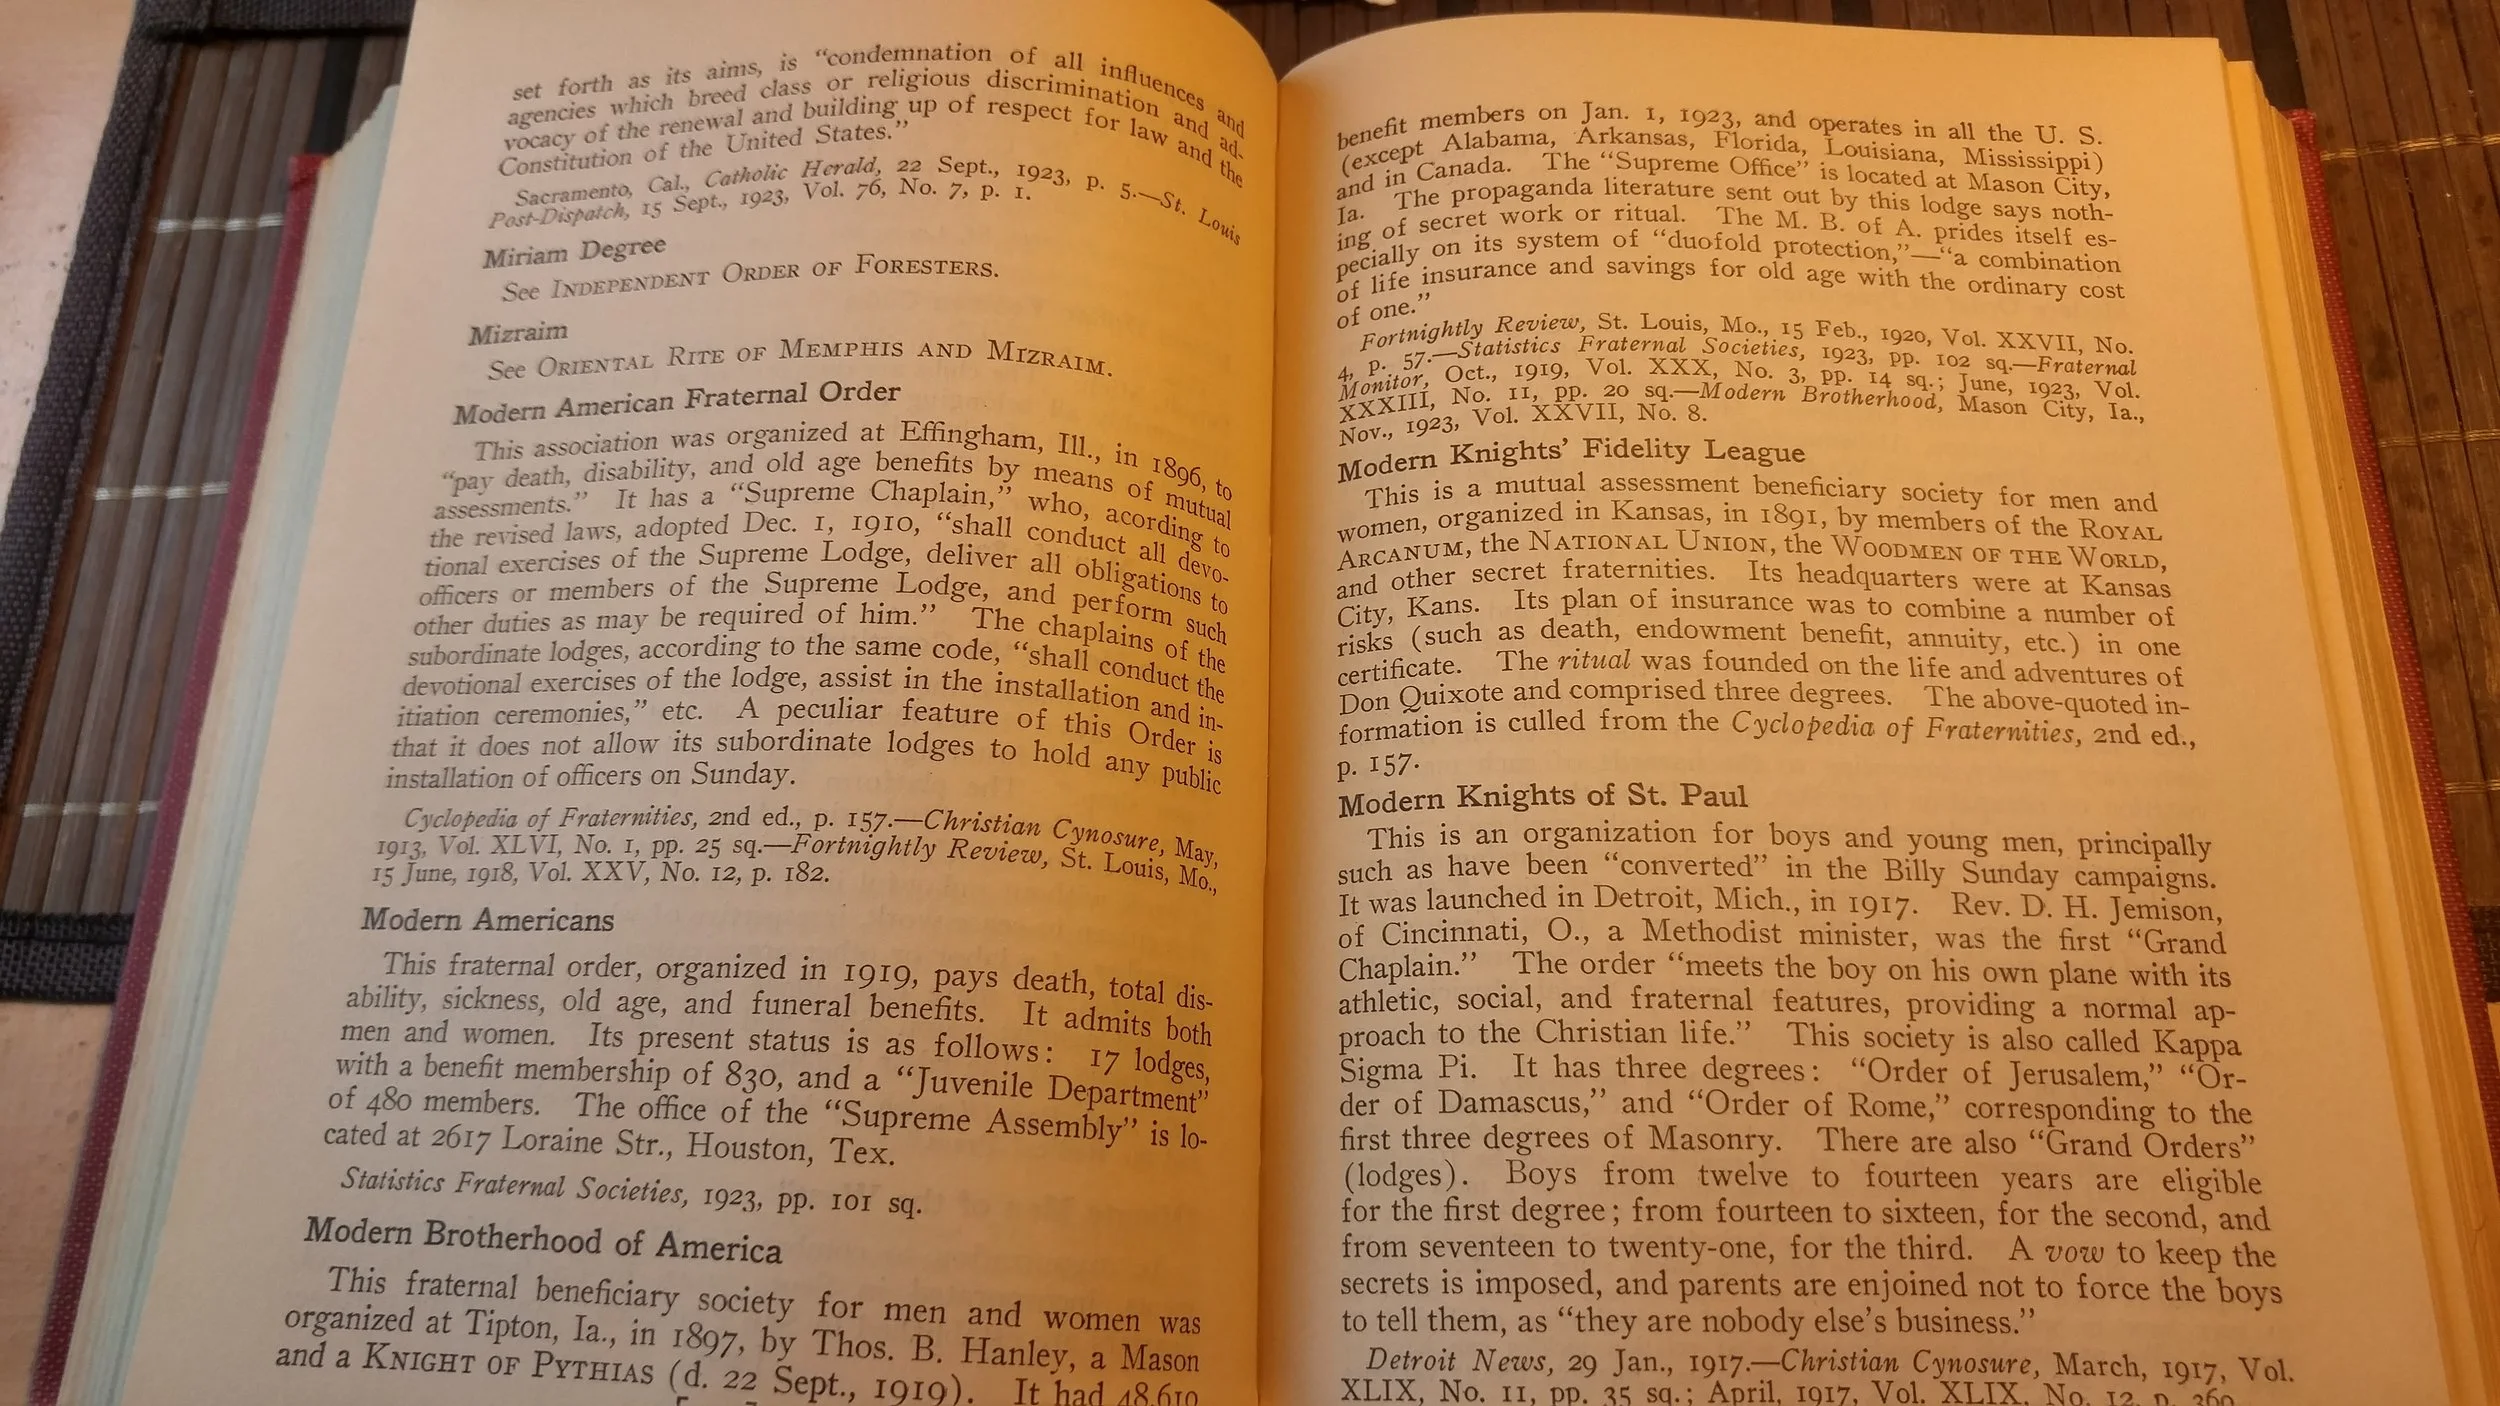 set forth as its aims, is “condemnation of all influences and
agencies which breed class or religious discrimination and ad-
vocacy of the renewal and building up of respect for law and the
Constitution of the United States.”
Sacramento, Cal., Catholic Herald, 22 Sept., 1923, p. 5.—St. Louis
Post-Dispatch, 15 Sept., 1923, Vol. 76, No. 7, p. 1.
Miriam Degree
See INDEPENDENT ORDER OF FORESTERS.
Mizraim
See ORIENTAL RITE OF MEMPHIS AND MIZRAIM.
Modern American Fraternal Order
This association was organized at Effingham, Ill., in 1896, to
“pay death, disability, and old age benefits by means of mutual
assessments.” It has a “Supreme Chaplain,” who, acording to
the revised laws, adopted Dec. 1, 1910, “shall conduct all devo-
tional exercises of the Supreme Lodge, deliver all obligations to
officers or members of the Supreme Lodge, and perform such
other duties as may be required of him.” The chaplains of the
subordinate lodges, according to the same code, “shall conduct the
devotional exercises of the lodge, assist in the installation and in-
itiation ceremonies,” etc. A peculiar feature of this Order is
that it does not allow its subordinate lodges to hold any public
installation of officers on Sunday.
Cyclopedia of Fraternities, 2nd ed., p. 157.—Christian Cynosure, May,
1913, Vol. XLVI, No. 1, pp. 25 sq.—Fortnightly Review, St. Louis, Mo.,
15 June, 1918, Vol. XXV, No. 12, p. 182.
Modern Americans
This fraternal order, organized in 1919, pays death, total dis-
ability, sickness, old age, and funeral benefits. It admits both
men and women. Its present status is as follows: 17 lodges,
with a benefit membership of 830, and a “Juvenile Department”
of 480 members. The office of the “Supreme Assembly” is lo-
cated at 2617 Loraine Str., Houston, Tex.
Statistics Fraternal Societies, 1923, pp. 101 sq.
Modern Brotherhood of America
This fraternal beneficiary society for men and women was
organized at Tipton, Ia., in 1897, by Thos. B. Hanley, a Mason
and a KNIGHT OF PYTHIAS (d. 22 Sept., 1919). It had 48,610
benefit members on Jan. 1, 1923, and operates in all the U. S.
(except Alabama, Arkansas, Florida, Louisiana, Mississippi)
and in Canada. The “Supreme Office” is located at Mason City,
Ia. The propaganda literature sent out by this lodge says noth-
ing of secret work or ritual. The M. B. of A. prides itself es-
pecially on its system of “duofold protection,”—“a combination
of life insurance and savings for old age with the ordinary cost
of one.”
Fortnightly Review, St. Louis, Mo., 15 Feb., 1920, Vol. XXVII, No.
4, p. 57.—Statistics Fraternal Societies, 1923, pp. 102 sq.—Fraternal
Monitor, Oct., 1919, Vol. XXX, No. 3, pp. 14 sq.; June, 1923, Vol.
XXXIII, No. 11, pp. 20 sq.—Modern Brotherhood, Mason City, Ia.,
Nov., 1923, Vol. XXVII, No. 8.
Modern Knights’ Fidelity League
This is a mutual assessment beneficiary society for men and
women, organized in Kansas, in 1891, by members of the ROYAL
ARCANUM, the NATIONAL UNION, the WOODMEN OF THE WORLD,
and other secret fraternities. Its headquarters were at Kansas
City, Kans. Its plan of insurance was to combine a number of
risks (such as death, endowment benefit, annuity, etc.) in one
certificate. The ritual was founded on the life and adventures of
Don Quixote and comprised three degrees. The above-quoted in-
formation is culled from the Cyclopedia of Fraternities, 2nd ed.,
p. 157.
Modern Knights of St. Paul
This is an organization for boys and young men, principally
such as have been “converted” in the Billy Sunday campaigns.
It was launched in Detroit, Mich., in 1917. Rev. D. H. Jemison,
of Cincinnati, O., a Methodist minister, was the first “Grand
Chaplain.” The order “meets the boy on his own plane with its
athletic, social, and fraternal features, providing a normal ap-
proach to the Christian life.” This society is also called Kappa
Sigma Pi. It has three degrees: “Order of Jerusalem,” “Or-
der of Damascus,” and “Order of Rome,” corresponding to the
first three degrees of Masonry. There are also “Grand Orders”
(lodges). Boys from twelve to fourteen years are eligible
for the first degree; from fourteen to sixteen, for the second, and
from seventeen to twenty-one, for the third. A vow to keep the
secrets is imposed, and parents are enjoined not to force the boys
to tell them, as “they are nobody else’s business.”
Detroit News, 29 Jan., 1917.—Christian Cynosure, March, 1917, Vol.
XLIX, No. 11, pp. 35 sq.; April, 1917, Vol. XLIX, No. 12, p. 360